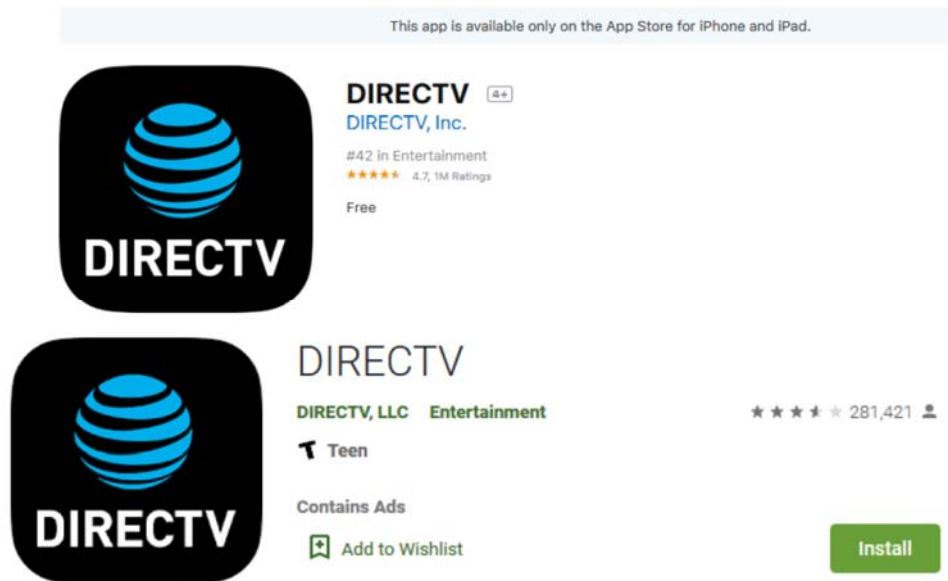 This app is available only on the App Store for iPhone and iPad.
DIRECTV 4+
DIRECTV, Inc.
#42 in Entertainment
4.7, 1M Ratings
Free
DIRECTV
DIRECTV
DIRECTV, LLC Entertainment 281,421
Teen
Contains Ads
DIRECTV
Add to Wishlist Install